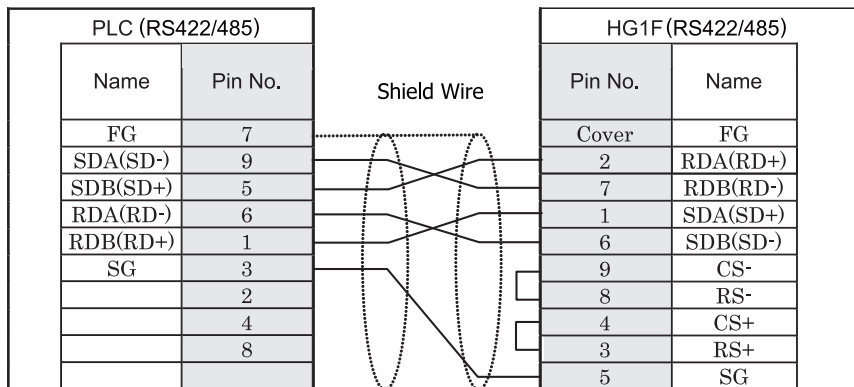 PLC (RS422/485)
HG1F(RS422/485)
Name Pin No. Shield Wire Pin No. Name
FG 7 Cover FG
SDA(SD-) 9 2 RDA(RD+)
SDB(SD+) 5 7 RDB(RD-)
RDA(RD-) 6 1 SDA(SD+)
RDB(RD+) 1 6 SDB(SD-)
SG 3 9 CS-
2 8 RS-
4 4 CS+
8 3 RS+
5 SG